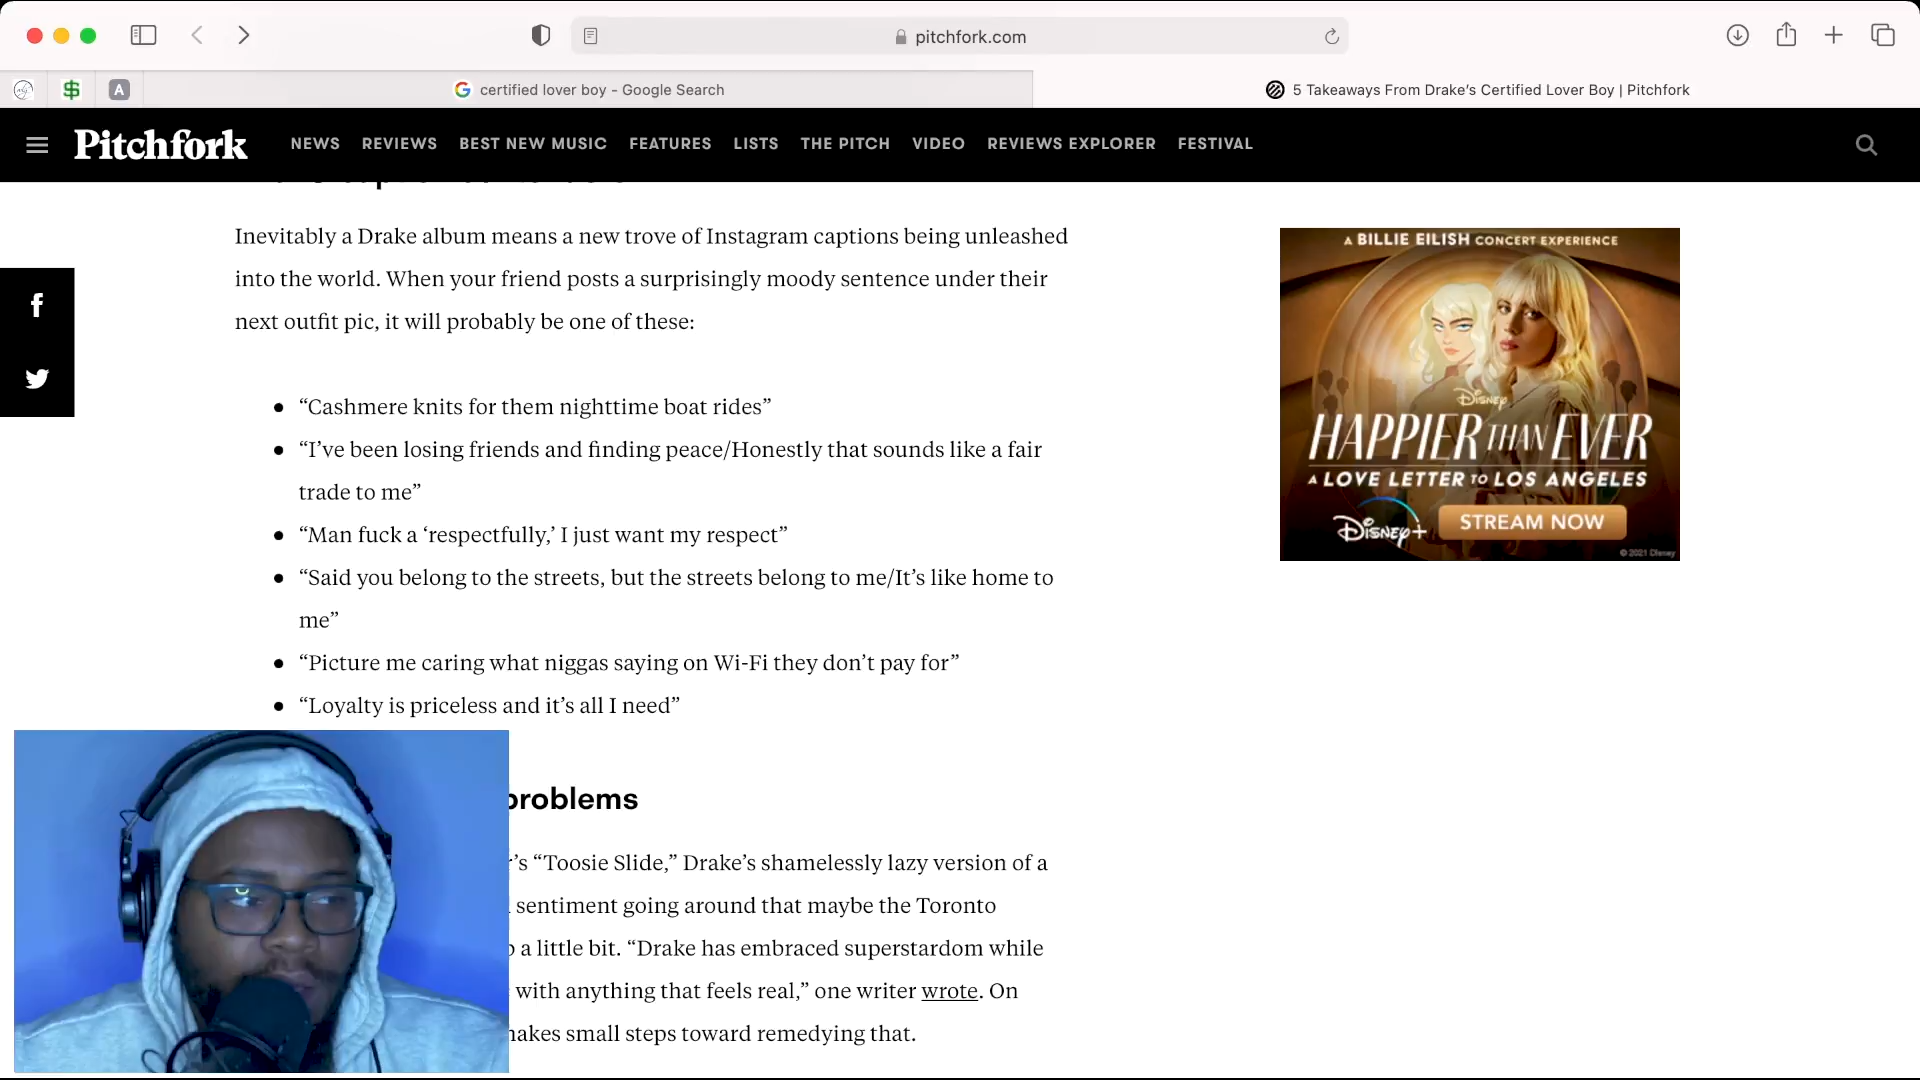 pitchfork.com
A
certified lover boy - Google Search
5 Takeaways From Drake's Certified Lover Boy | Pitchfork
Pitchfork
NEWS
REVIEWS
BEST NEW MUSIC
FEATURES
LISTS
THE PITCH
VIDEO
REVIEWS EXPLORER
FESTIVAL
Inevitably a Drake album means a new trove of Instagram captions being unleashed
into the world. When your friend posts a surprisingly moody sentence under their
next outfit pic, it will probably be one of these:
“Cashmere knits for them nighttime boat rides”
“I’ve been losing friends and finding peace/Honestly that sounds like a fair
trade to me”
“Man fuck a ‘respectfully,’ I just want my respect”
“Said you belong to the streets, but the streets belong to me/It’s like home to
me”
“Picture me caring what niggas saying on Wi-Fi they don’t pay for”
“Loyalty is priceless and it’s all I need”
problems
’s “Toosie Slide,” Drake’s shamelessly lazy version of a
sentiment going around that maybe the Toronto
a little bit. “Drake has embraced superstardom while
with anything that feels real,” one writer wrote. On
makes small steps toward remedying that.
A BILLIE EILISH CONCERT EXPERIENCE
DISNEY
HAPPIER THAN EVER
A LOVE LETTER TO LOS ANGELES
DISNEY+
STREAM NOW
© 2021 Disney